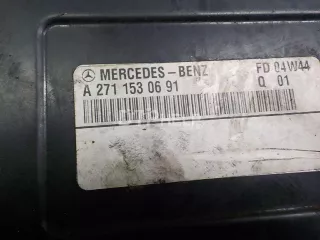 MERCEDES-BENZ FD 04W44
A 271 153 06 91 Q 01